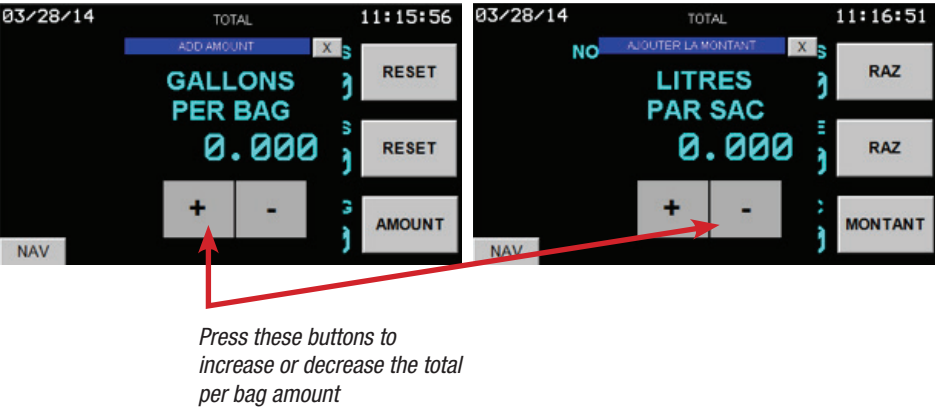 03/28/14 TOTAL 11:15:56
ADD AMOUNT X
S
GALLONS
PER BAG
0.000
RESET
S
RESET
+ -
G
AMOUNT
NAV
03/28/14 TOTAL 11:16:51
AJOUTER LA MONTANT X
NO S
LITRES
PAR SAC
0.000
RAZ
E
RAZ
+ -
C
MONTANT
NAV
Press these buttons to
increase or decrease the total
per bag amount